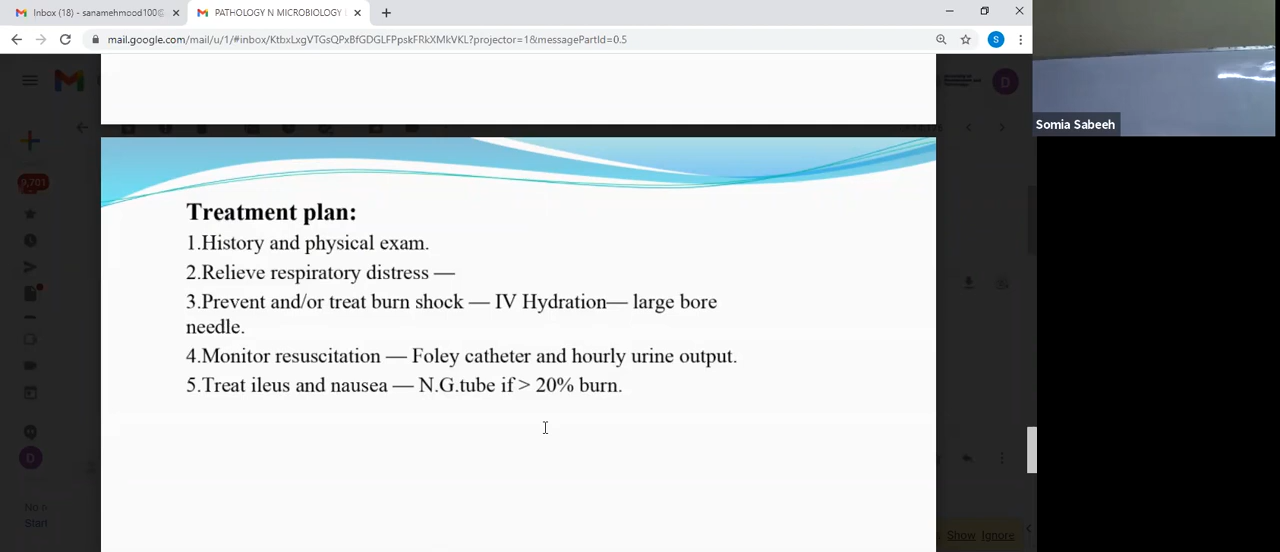 Inbox (18) - sanamehmood100@
PATHOLOGY N MICROBIOLOGY
mail.google.com/mail/u/1/#inbox/KtbxLxgVTGsQPxBfGDGLFPpskFRkXMkVKL?projector=1&messagePartId=0.5
S
D
Somia Sabeeh
9,701
Treatment plan:
1.History and physical exam.
2.Relieve respiratory distress —
3.Prevent and/or treat burn shock — IV Hydration— large bore
needle.
4.Monitor resuscitation — Foley catheter and hourly urine output.
5.Treat ileus and nausea — N.G.tube if > 20% burn.
D
Start
Show Ignore